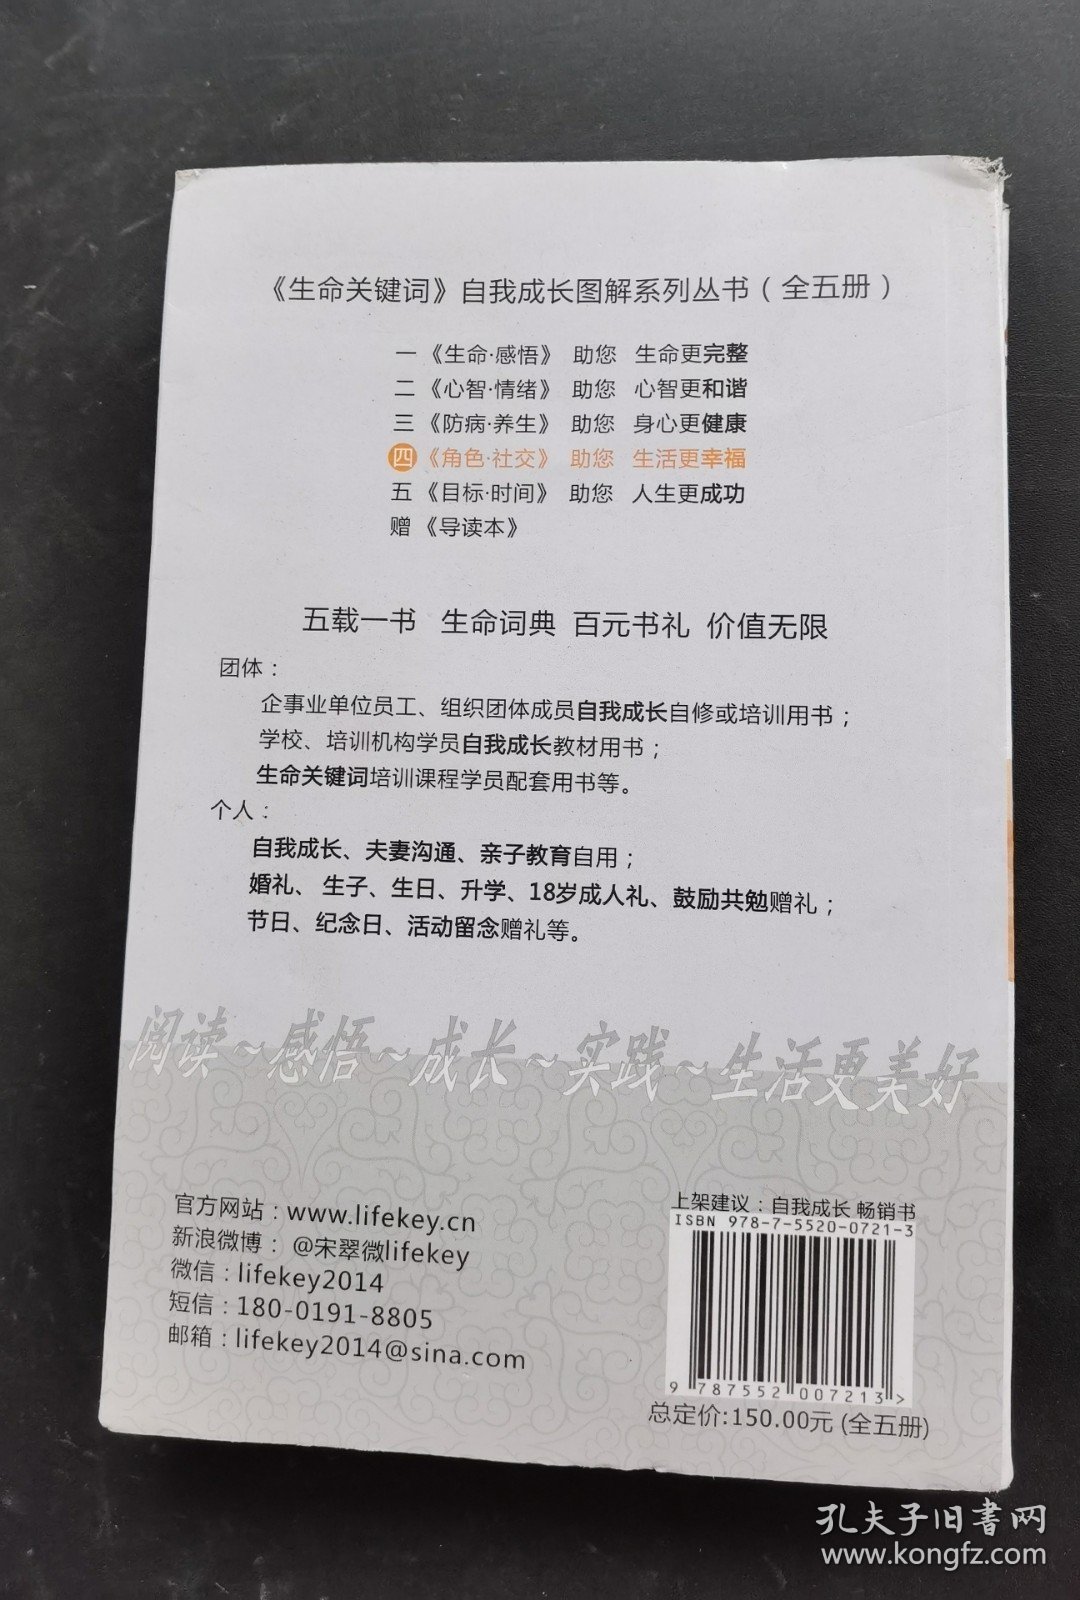 《生命关键词》自我成长图解系列丛书（全五册）
一《生命·感悟》 助您 生命更完整
二《心智·情绪》 助您 心智更和谐
三《防病·养生》 助您 身心更健康
四《角色·社交》 助您 生活更幸福
五《目标·时间》 助您 人生更成功
赠《导读本》
五载一书 生命词典 百元书礼 价值无限
团体：
企事业单位员工、组织团体成员自我成长自修或培训用书；
学校、培训机构学员自我成长教材用书；
生命关键词培训课程学员配套用书等。
个人：
自我成长、夫妻沟通、亲子教育自用；
婚礼、生子、生日、升学、18岁成人礼、鼓励共勉赠礼；
节日、纪念日、活动留念赠礼等。
阅读~感悟~成长~实践~生活更美好
官方网站：www.lifekey.cn
新浪微博：@宋翠微lifekey
微信：lifekey2014
短信：180-0191-8805
邮箱：lifekey2014@sina.com
上架建议：自我成长 畅销书
ISBN 978-7-5520-0721-3
9 787552 007213 >
总定价:150.00元 (全五册)
孔夫子旧書网
www.kongfz.com